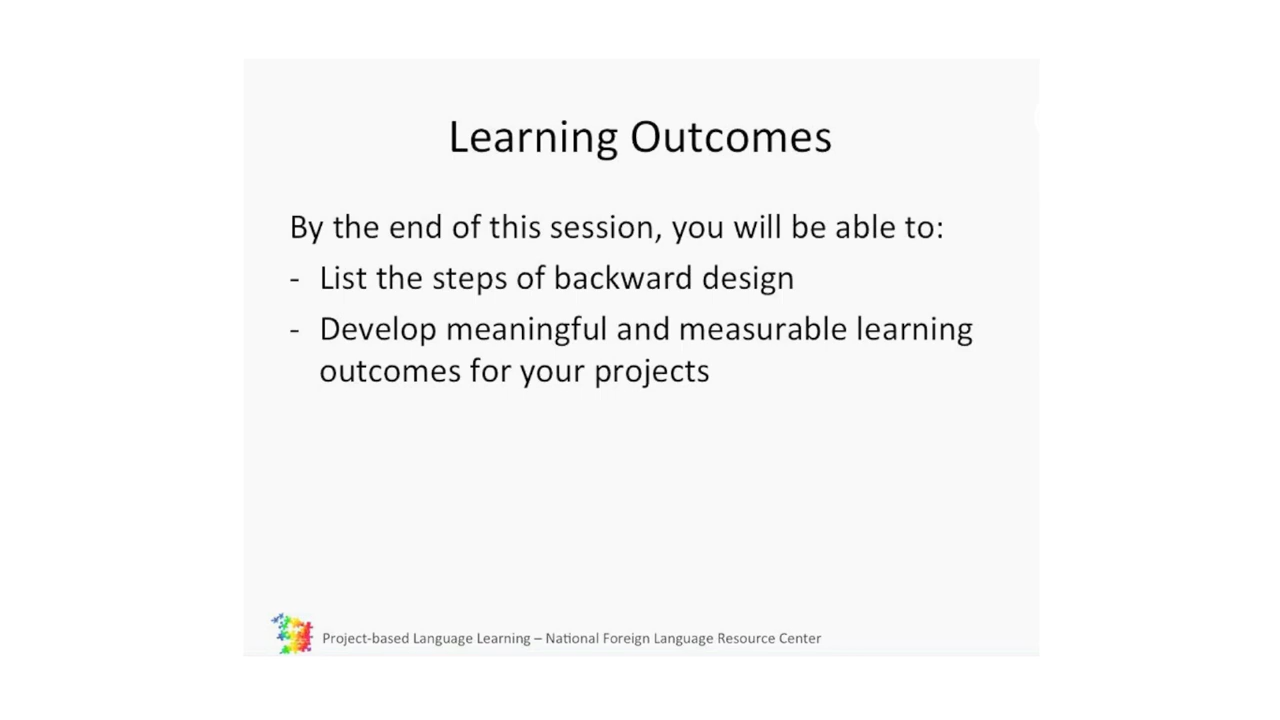 Learning Outcomes
By the end of this session, you will be able to:
- List the steps of backward design
- Develop meaningful and measurable learning
outcomes for your projects
Project-based Language Learning – National Foreign Language Resource Center